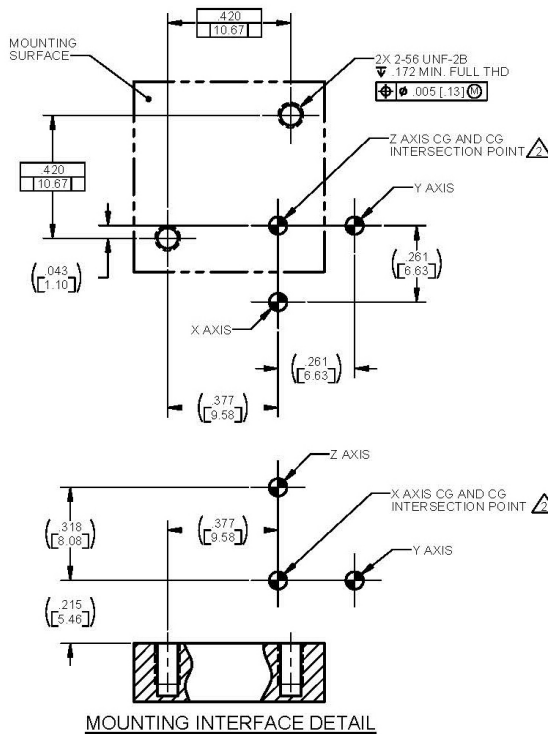 .420
10.67
MOUNTING
SURFACE
2X 2-56 UNF-2B
↧ .172 MIN. FULL THD
⌖ ⌀ .005 [.13] Ⓜ
Z AXIS CG AND CG
INTERSECTION POINT 2
.420
10.67
Y AXIS
(.043
[1.10])
(.261
[6.63])
X AXIS
(.261
[6.63])
(.377
[9.58])
Z AXIS
X AXIS CG AND CG
INTERSECTION POINT 2
(.318
[8.08])
(.377
[9.58])
Y AXIS
(.215
[5.46])
MOUNTING INTERFACE DETAIL